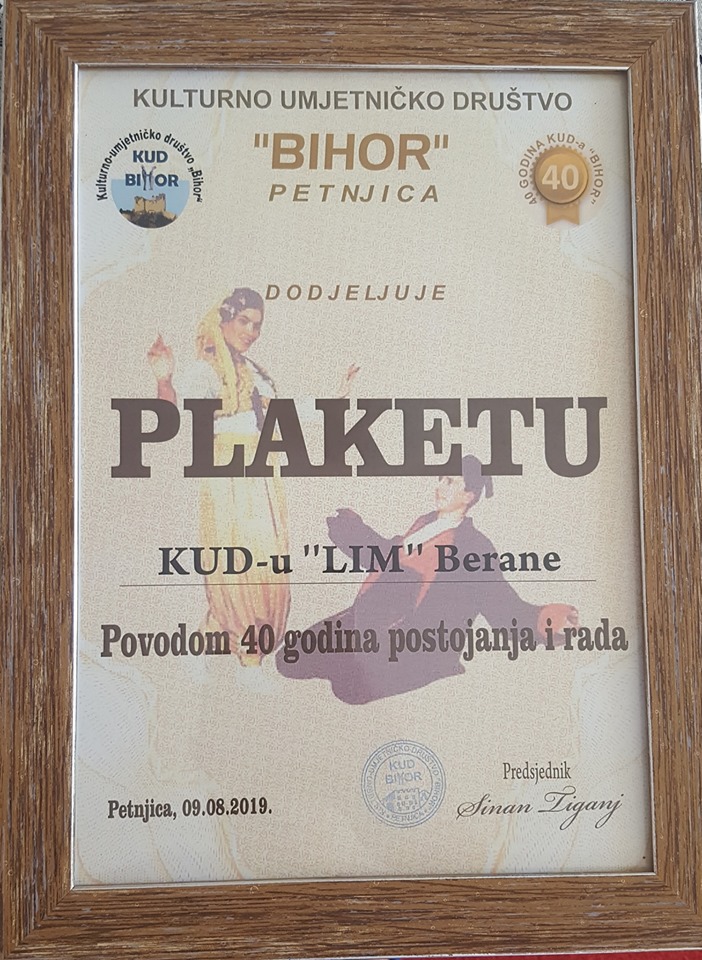 KULTURNO UMJETNIČKO DRUŠTVO
"BIHOR"
PETNJICA
Kulturno-umjetničko društvo „Bihor“
KUD
BIHOR
40 GODINA KUD-a "BIHOR"
40
DODJELJUJE
PLAKETU
KUD-u "LIM" Berane
Povodom 40 godina postojanja i rada
KUD
BIHOR
PETNJICA
Predsjednik
Petnjica, 09.08.2019.
Sinan Tiganj